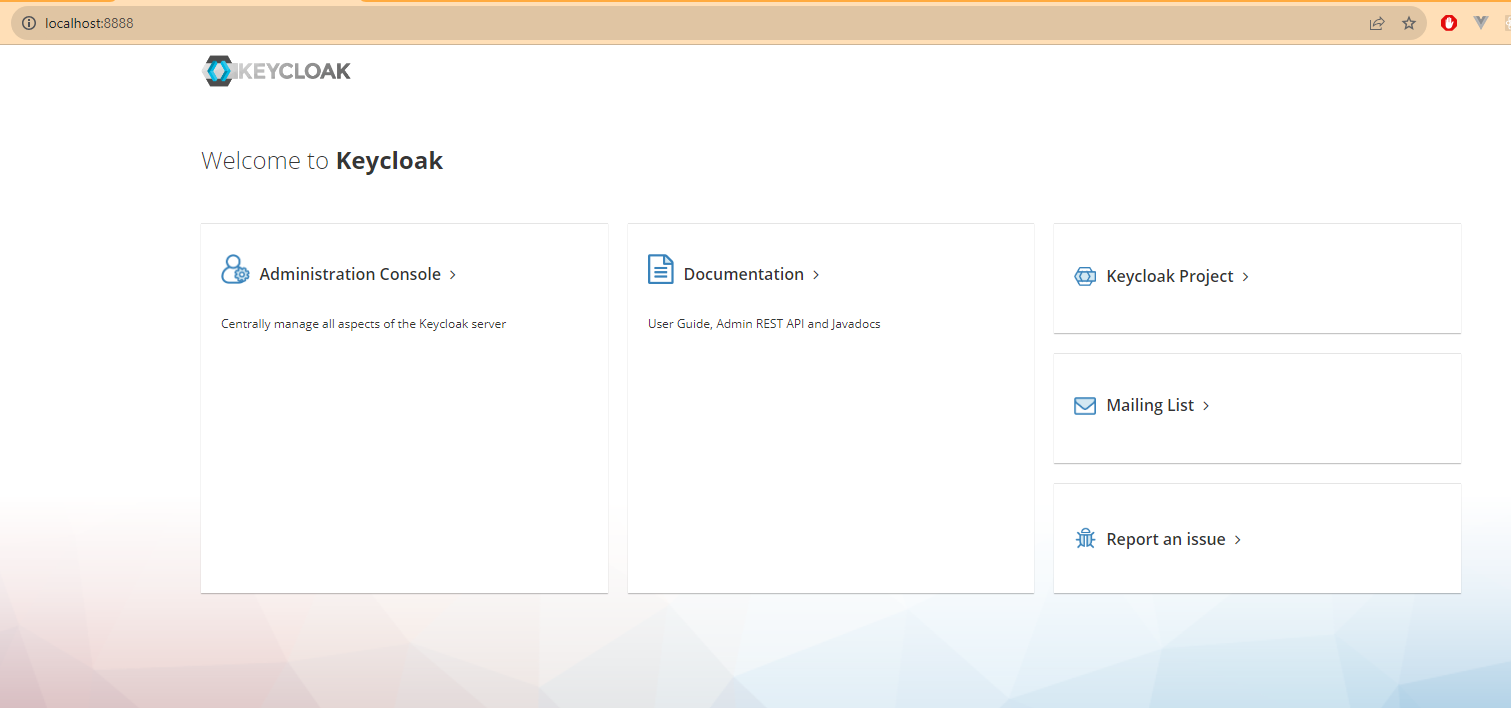 localhost:8888
KEYCLOAK
Welcome to Keycloak
Administration Console
Centrally manage all aspects of the Keycloak server
Documentation
User Guide, Admin REST API and Javadocs
Keycloak Project
Mailing List
Report an issue